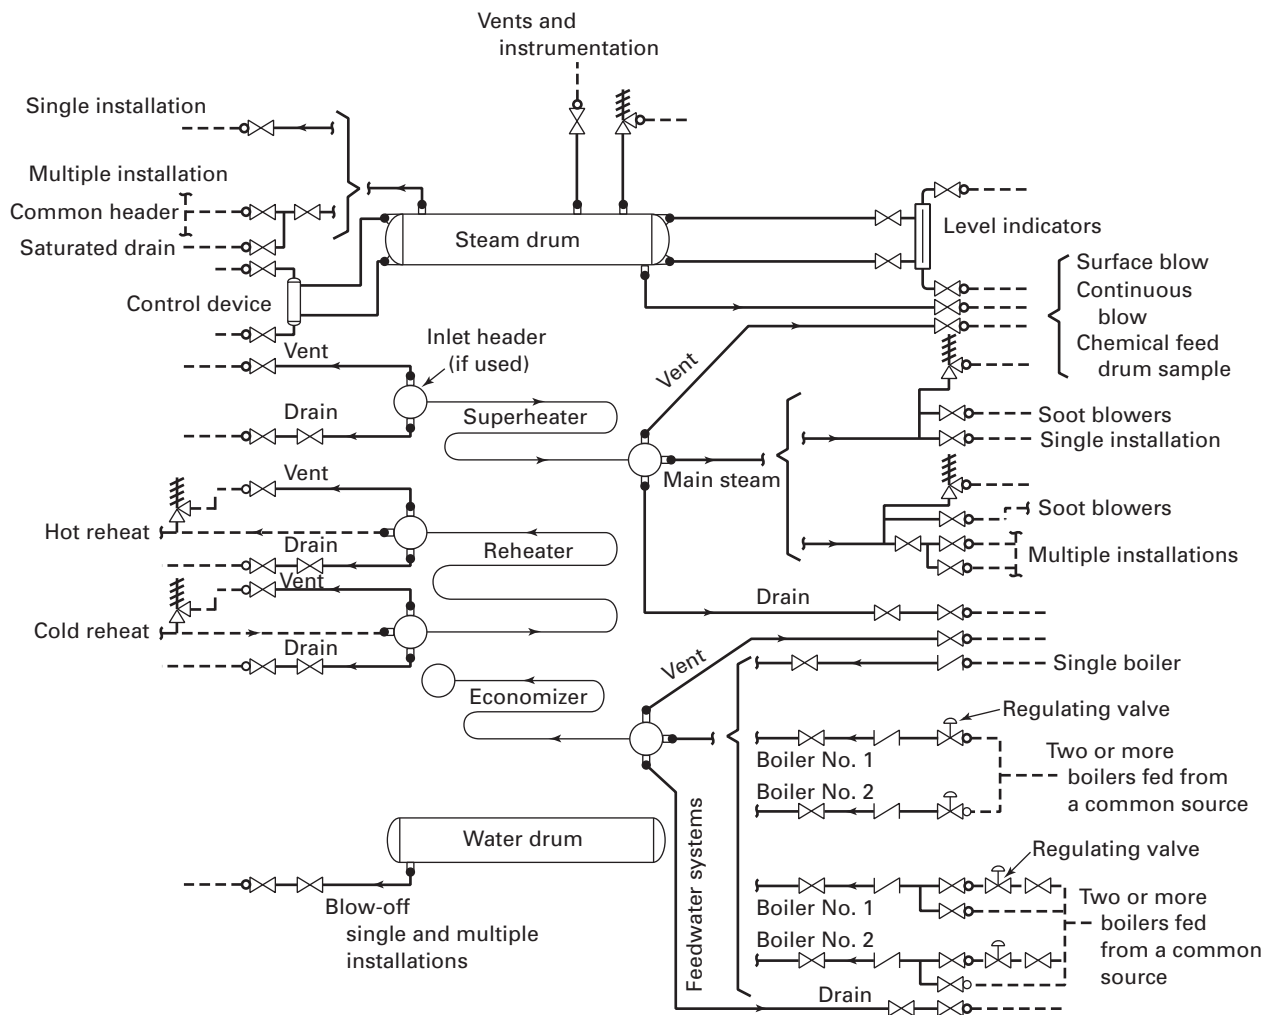 Vents and
instrumentation
Single installation
Multiple installation
Common header
Saturated drain
Steam drum
Level indicators
Control device
Surface blow
Continuous
blow
Chemical feed
drum sample
Inlet header
(if used)
Vent
Vent
Drain
Superheater
Soot blowers
Single installation
Main steam
Vent
Hot reheat
Drain
Reheater
Soot blowers
Multiple installations
Vent
Cold reheat
Drain
Drain
Vent
Single boiler
Economizer
Regulating valve
Boiler No. 1
Two or more
boilers fed from
a common source
Boiler No. 2
Water drum
Feedwater systems
Regulating valve
Boiler No. 1
Two or more
boilers fed
from a common
source
Boiler No. 2
Blow-off
single and multiple
installations
Drain